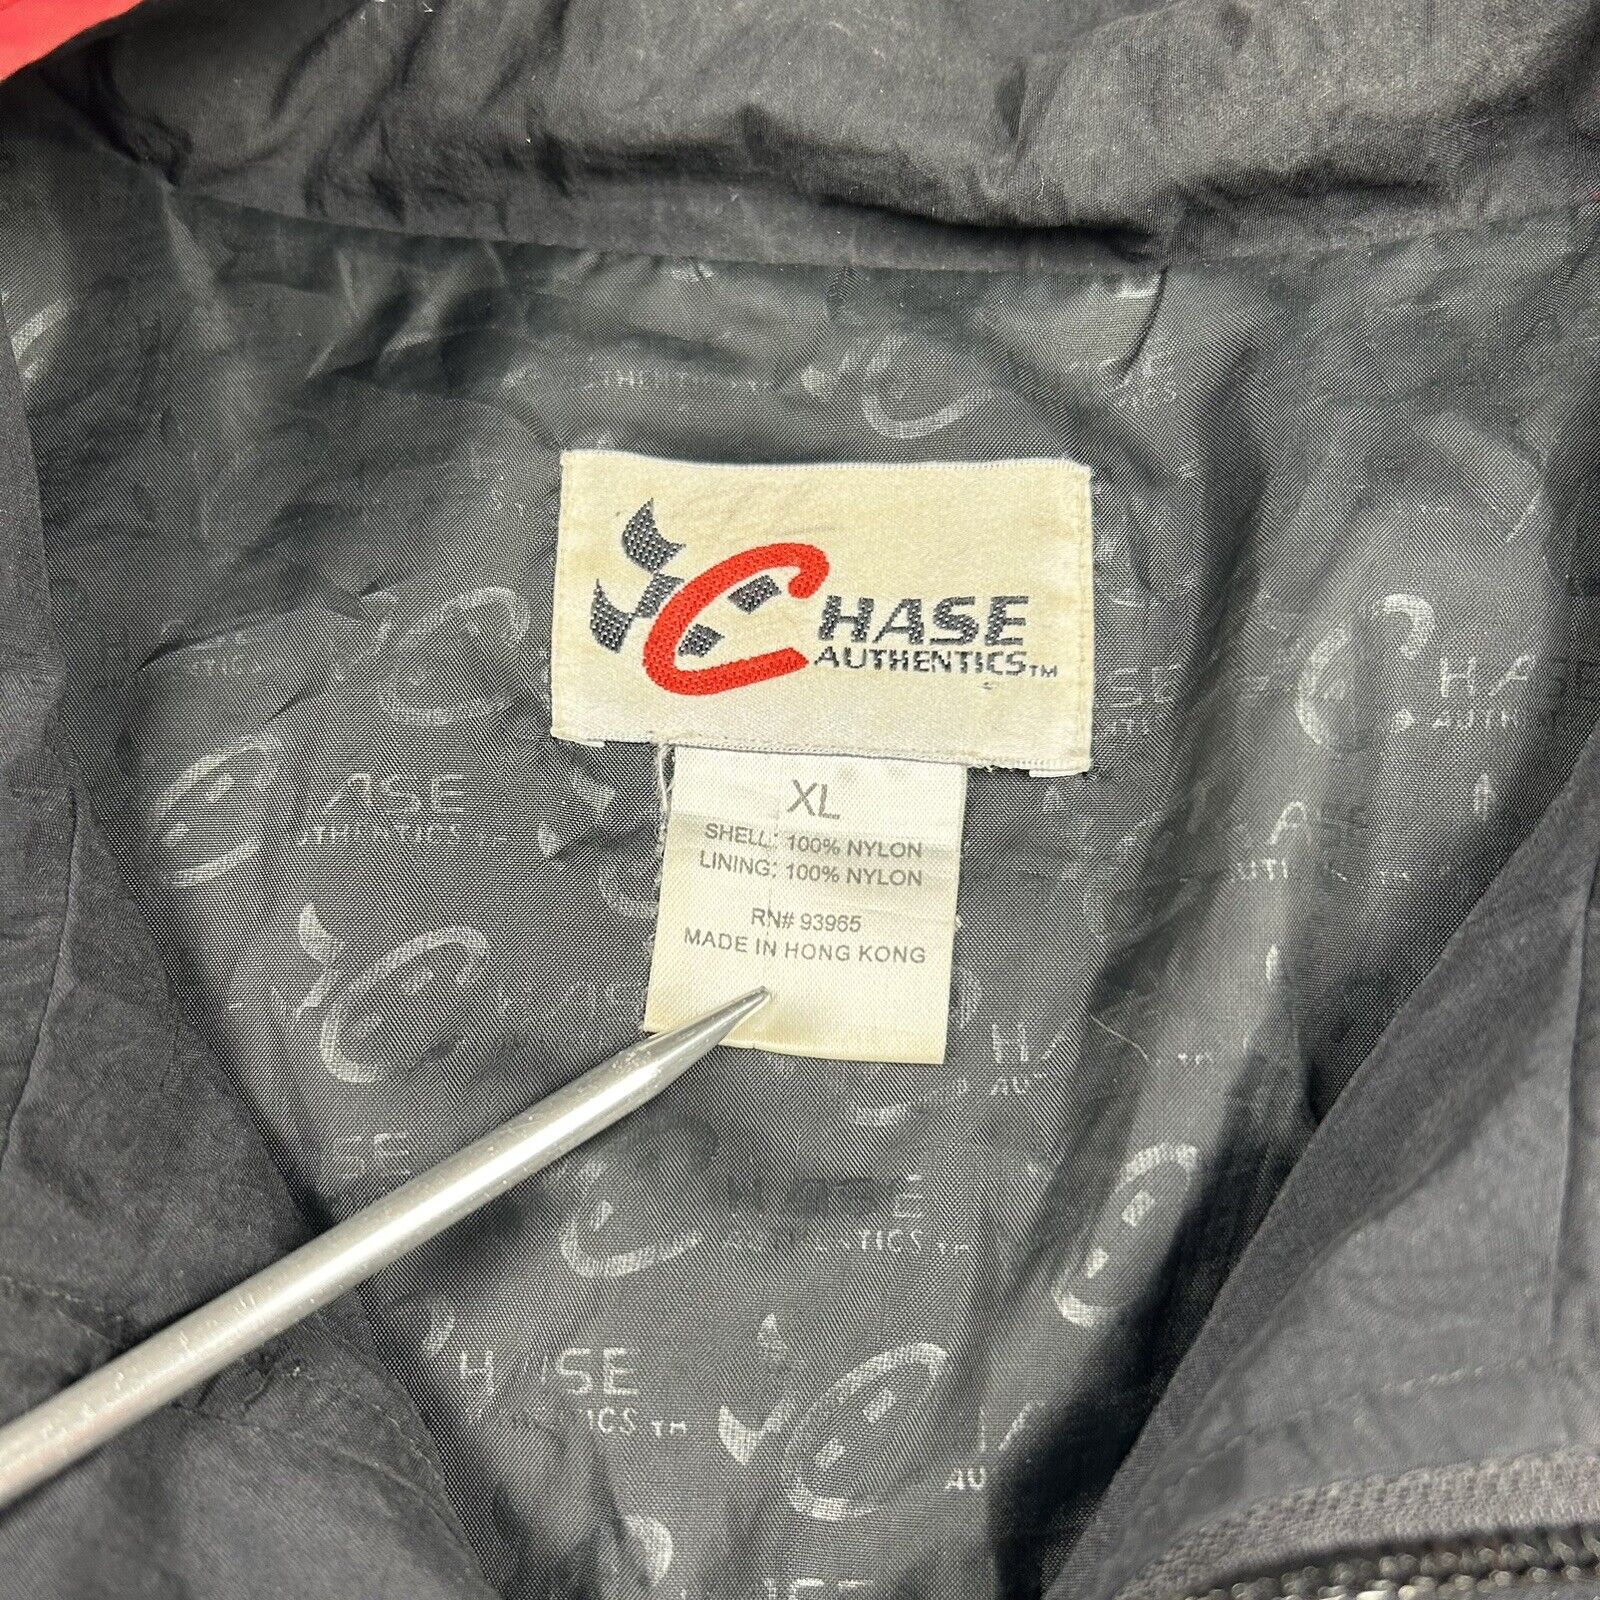 CHASE
AUTHENTICS™
XL
SHELL: 100% NYLON
LINING: 100% NYLON
RN# 93965
MADE IN HONG KONG